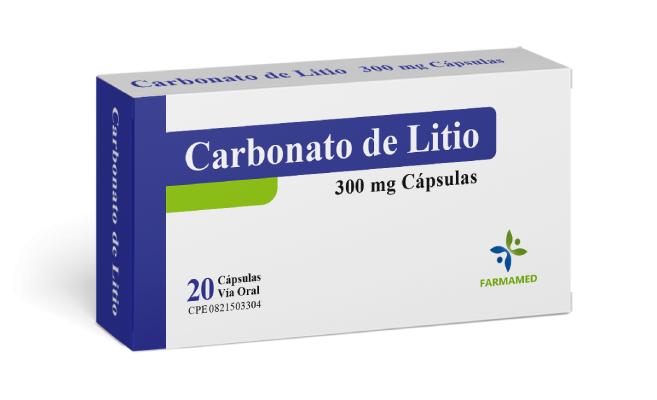 Carbonato de Litio 300 mg Cápsulas
Carbonato de Litio
Carbonato de Litio
300 mg Cápsulas
20 Cápsulas
Vía Oral
CPE0821503304
FARMAMED